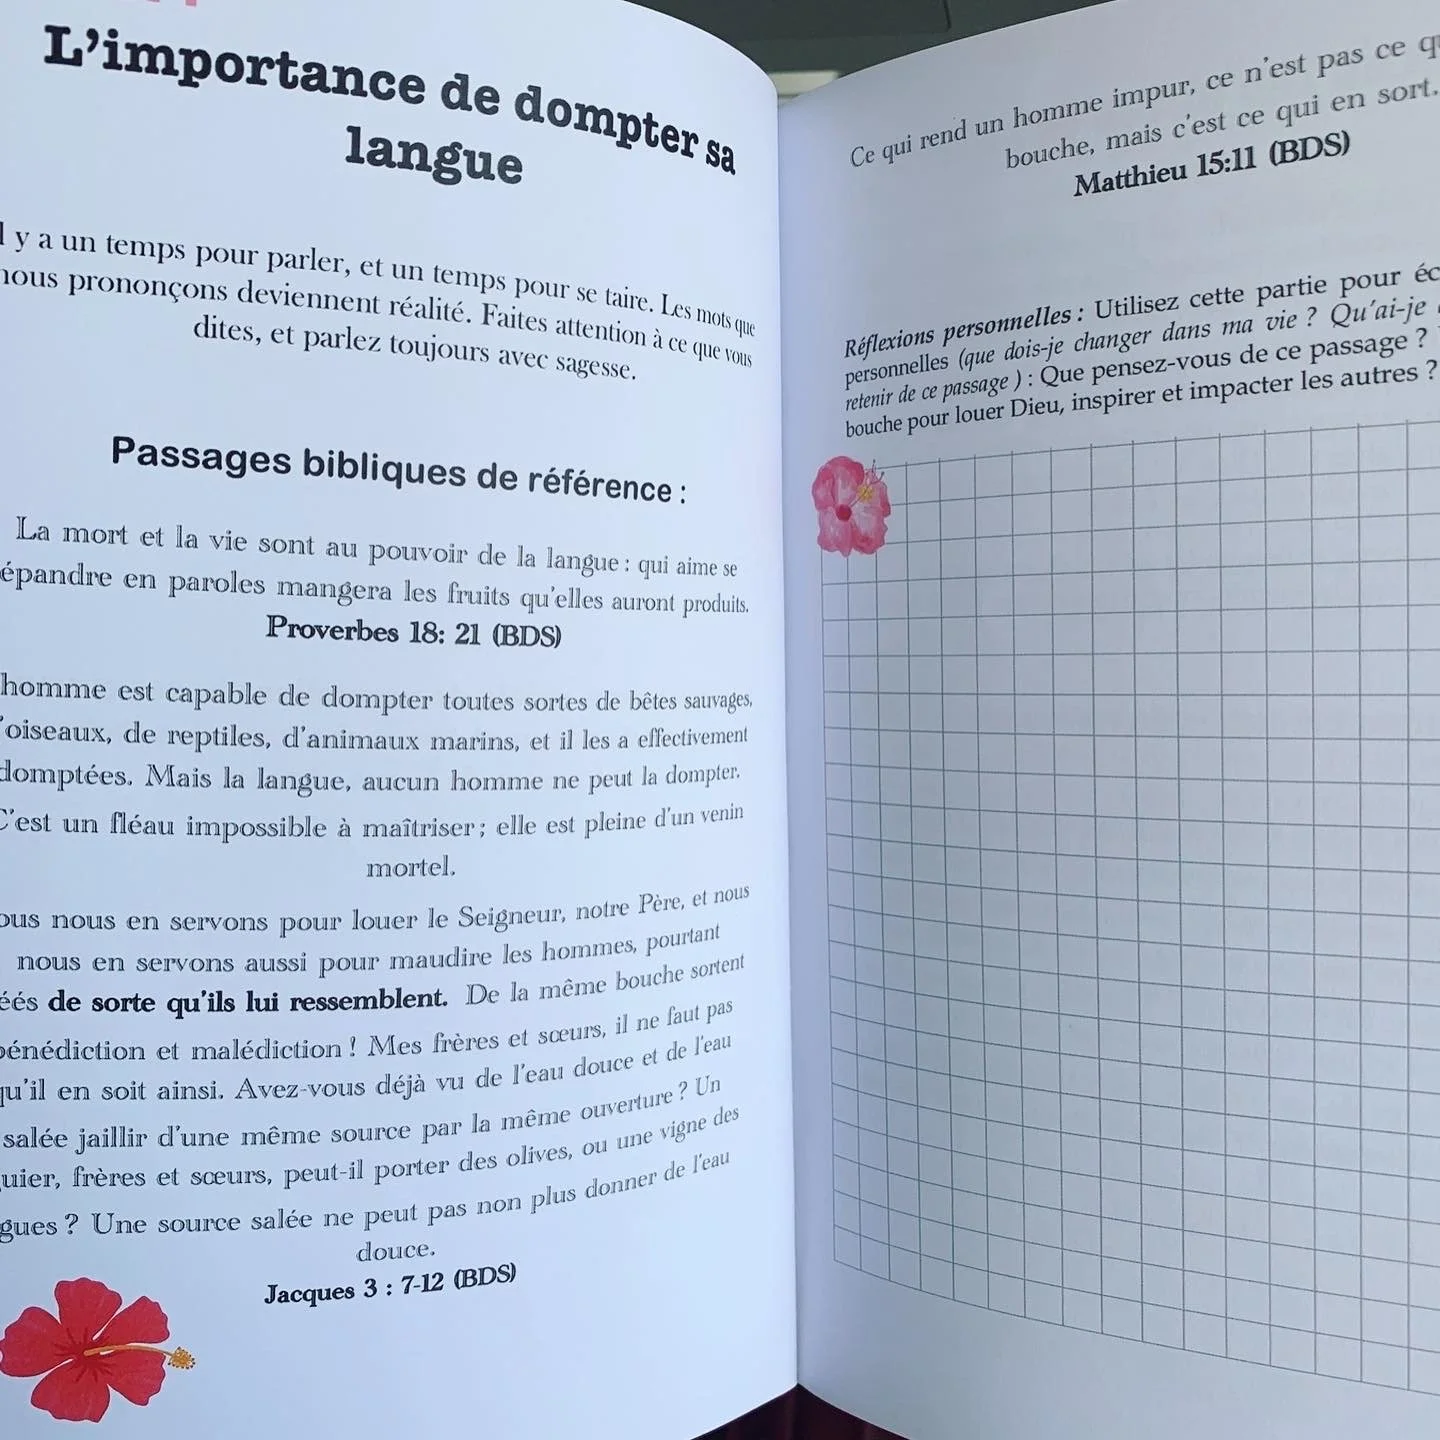 L'importance de dompter sa
langue
y a un temps pour parler, et un temps pour se taire. Les mots que
nous prononçons deviennent réalité. Faites attention à ce que vous
dites, et parlez toujours avec sagesse.
Passages bibliques de référence :
La mort et la vie sont au pouvoir de la langue : qui aime se
épandre en paroles mangera les fruits qu'elles auront produits.
Proverbes 18: 21 (BDS)
homme est capable de dompter toutes sortes de bêtes sauvages,
'oiseaux, de reptiles, d'animaux marins, et il les a effectivement
domptées. Mais la langue, aucun homme ne peut la dompter.
C'est un fléau impossible à maîtriser ; elle est pleine d'un venin
mortel.
ous nous en servons pour louer le Seigneur, notre Père, et nous
nous en servons aussi pour maudire les hommes, pourtant
éés de sorte qu'ils lui ressemblent. De la même bouche sortent
bénédiction et malédiction ! Mes frères et sœurs, il ne faut pas
qu'il en soit ainsi. Avez-vous déjà vu de l'eau douce et de l'eau
salée jaillir d'une même source par la même ouverture ? Un
uier, frères et sœurs, peut-il porter des olives, ou une vigne des
gues ? Une source salée ne peut pas non plus donner de l'eau
douce.
Jacques 3 : 7-12 (BDS)
Ce qui rend un homme impur, ce n'est pas ce qu
bouche, mais c'est ce qui en sort.
Matthieu 15:11 (BDS)
Réflexions personnelles : Utilisez cette partie pour éc
personnelles (que dois-je changer dans ma vie ? Qu'ai-je
retenir de ce passage ) : Que pensez-vous de ce passage ?
bouche pour louer Dieu, inspirer et impacter les autres ?